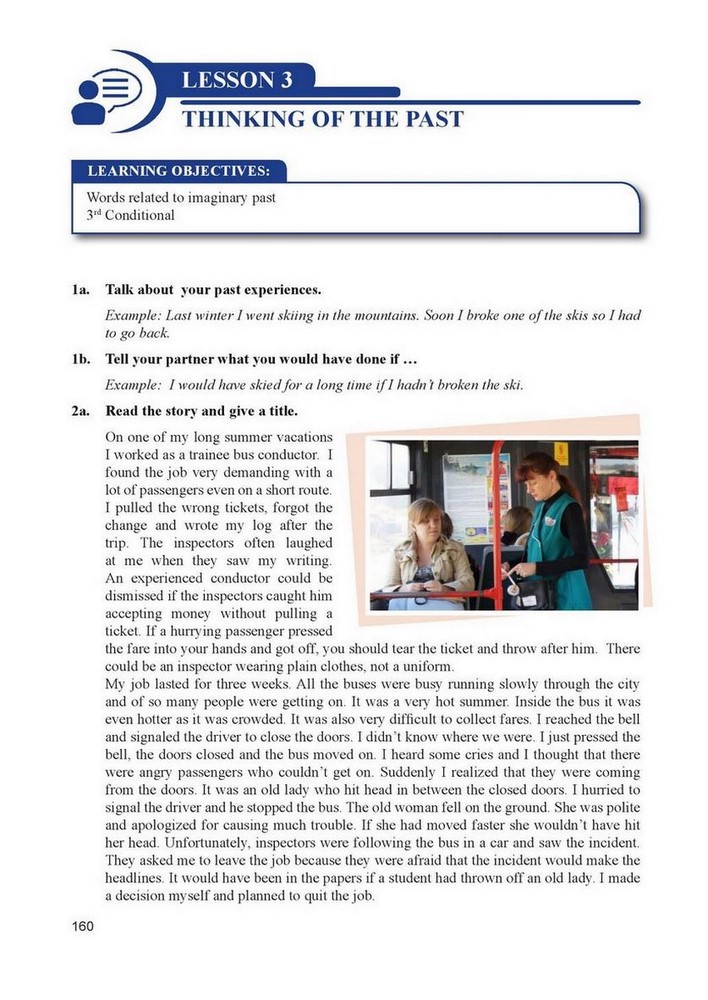 LESSON 3
THINKING OF THE PAST
LEARNING OBJECTIVES:
Words related to imaginary past
3rd Conditional
1a. Talk about your past experiences.
Example: Last winter I went skiing in the mountains. Soon I broke one of the skis so I had
to go back.
1b. Tell your partner what you would have done if …
Example: I would have skied for a long time if I hadn't broken the ski.
2a. Read the story and give a title.
On one of my long summer vacations
I worked as a trainee bus conductor. I
found the job very demanding with a
lot of passengers even on a short route.
I pulled the wrong tickets, forgot the
change and wrote my log after the
trip. The inspectors often laughed
at me when they saw my writing.
An experienced conductor could be
dismissed if the inspectors caught him
accepting money without pulling a
ticket. If a hurrying passenger pressed
the fare into your hands and got off, you should tear the ticket and throw after him. There
could be an inspector wearing plain clothes, not a uniform.
My job lasted for three weeks. All the buses were busy running slowly through the city
and of so many people were getting on. It was a very hot summer. Inside the bus it was
even hotter as it was crowded. It was also very difficult to collect fares. I reached the bell
and signaled the driver to close the doors. I didn't know where we were. I just pressed the
bell, the doors closed and the bus moved on. I heard some cries and I thought that there
were angry passengers who couldn't get on. Suddenly I realized that they were coming
from the doors. It was an old lady who hit head in between the closed doors. I hurried to
signal the driver and he stopped the bus. The old woman fell on the ground. She was polite
and apologized for causing much trouble. If she had moved faster she wouldn't have hit
her head. Unfortunately, inspectors were following the bus in a car and saw the incident.
They asked me to leave the job because they were afraid that the incident would make the
headlines. It would have been in the papers if a student had thrown off an old lady. I made
a decision myself and planned to quit the job.
160